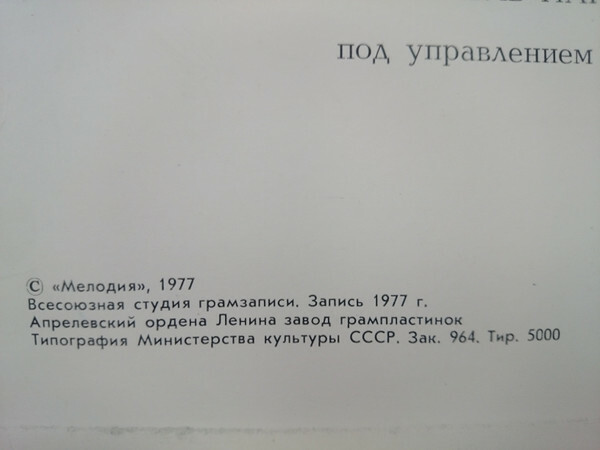 под управлением
© «Мелодия», 1977
Всесоюзная студия грамзаписи. Запись 1977 г.
Апрелевский ордена Ленина завод грампластинок
Типография Министерства культуры СССР. Зак. 964. Тир. 5000